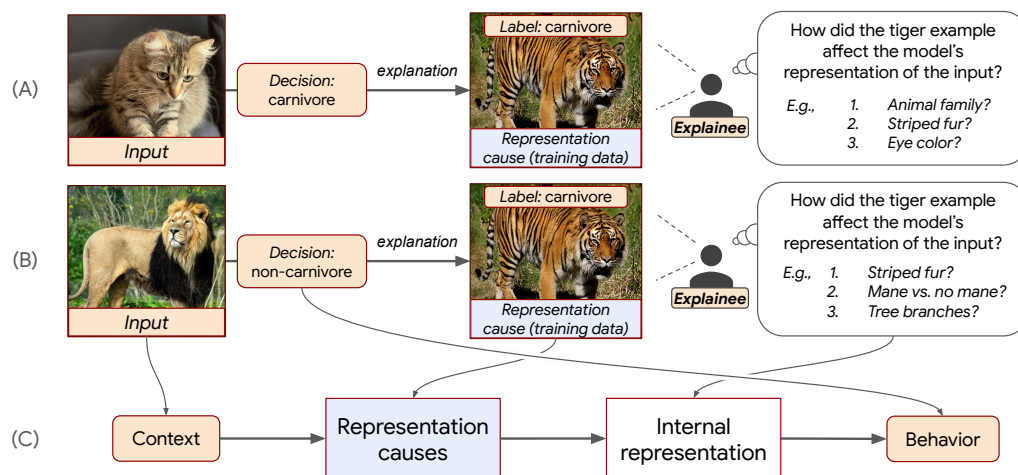 (A)
Input
Decision:
carnivore
explanation
Label: carnivore
Representation
cause (training data)
Explainee
How did the tiger example
affect the model's
representation of the input?
E.g., 1. Animal family?
2. Striped fur?
3. Eye color?
(B)
Input
Decision:
non-carnivore
explanation
Label: carnivore
Representation
cause (training data)
Explainee
How did the tiger example
affect the model's
representation of the input?
E.g., 1. Striped fur?
2. Mane vs. no mane?
3. Tree branches?
(C)
Context
Representation
causes
Internal
representation
Behavior